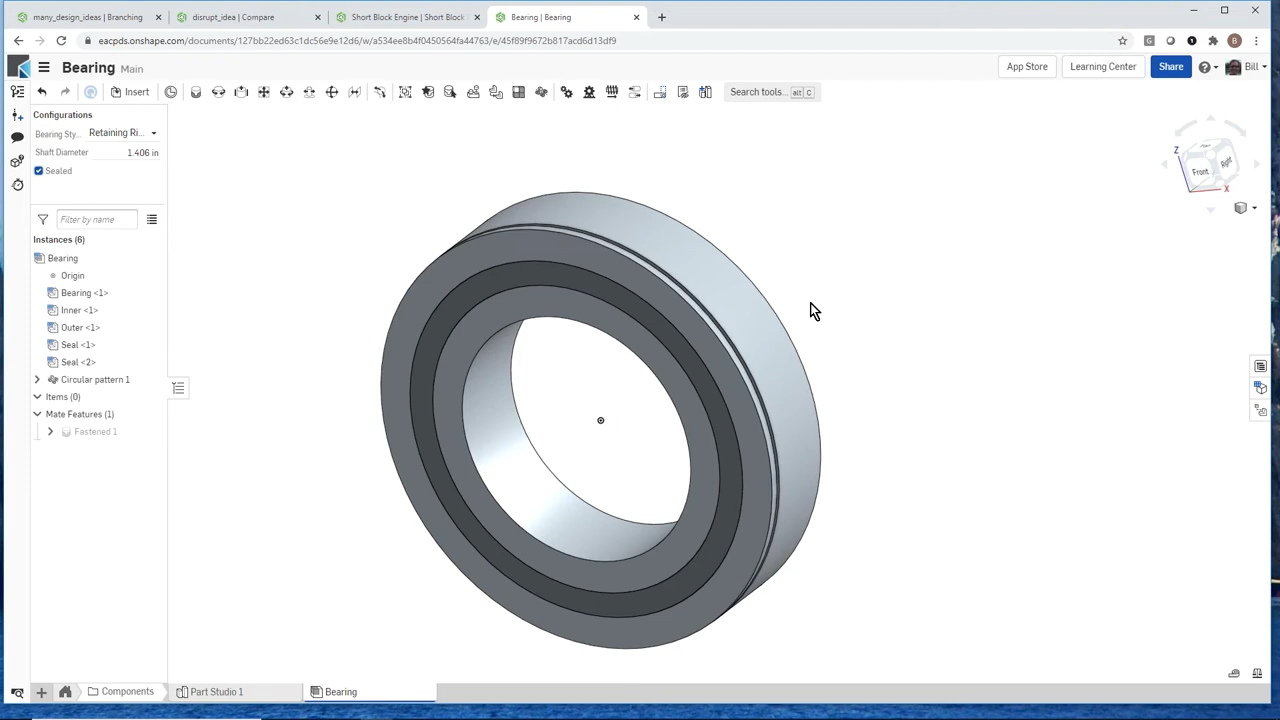 many_design_ideas | Branching
disrupt_idea | Compare
Short Block Engine | Short Block
Bearing | Bearing
eacpds.onshape.com/documents/127bb22ed63c1dc56e9e12d6/w/a534ee8b4f0450564fa44763/e/45f89f9672b817acd6d13df9
Bearing Main
App Store
Learning Center
Share
Bill
Insert
Search tools... alt C
Configurations
Bearing Sty... Retaining Ri...
Shaft Diameter 1.406 in
Sealed
Filter by name
Instances (6)
Bearing
Origin
Bearing <1>
Inner <1>
Outer <1>
Seal <1>
Seal <2>
Circular pattern 1
Items (0)
Mate Features (1)
Fastened 1
Z
Front
Right
X
Components
Part Studio 1
Bearing